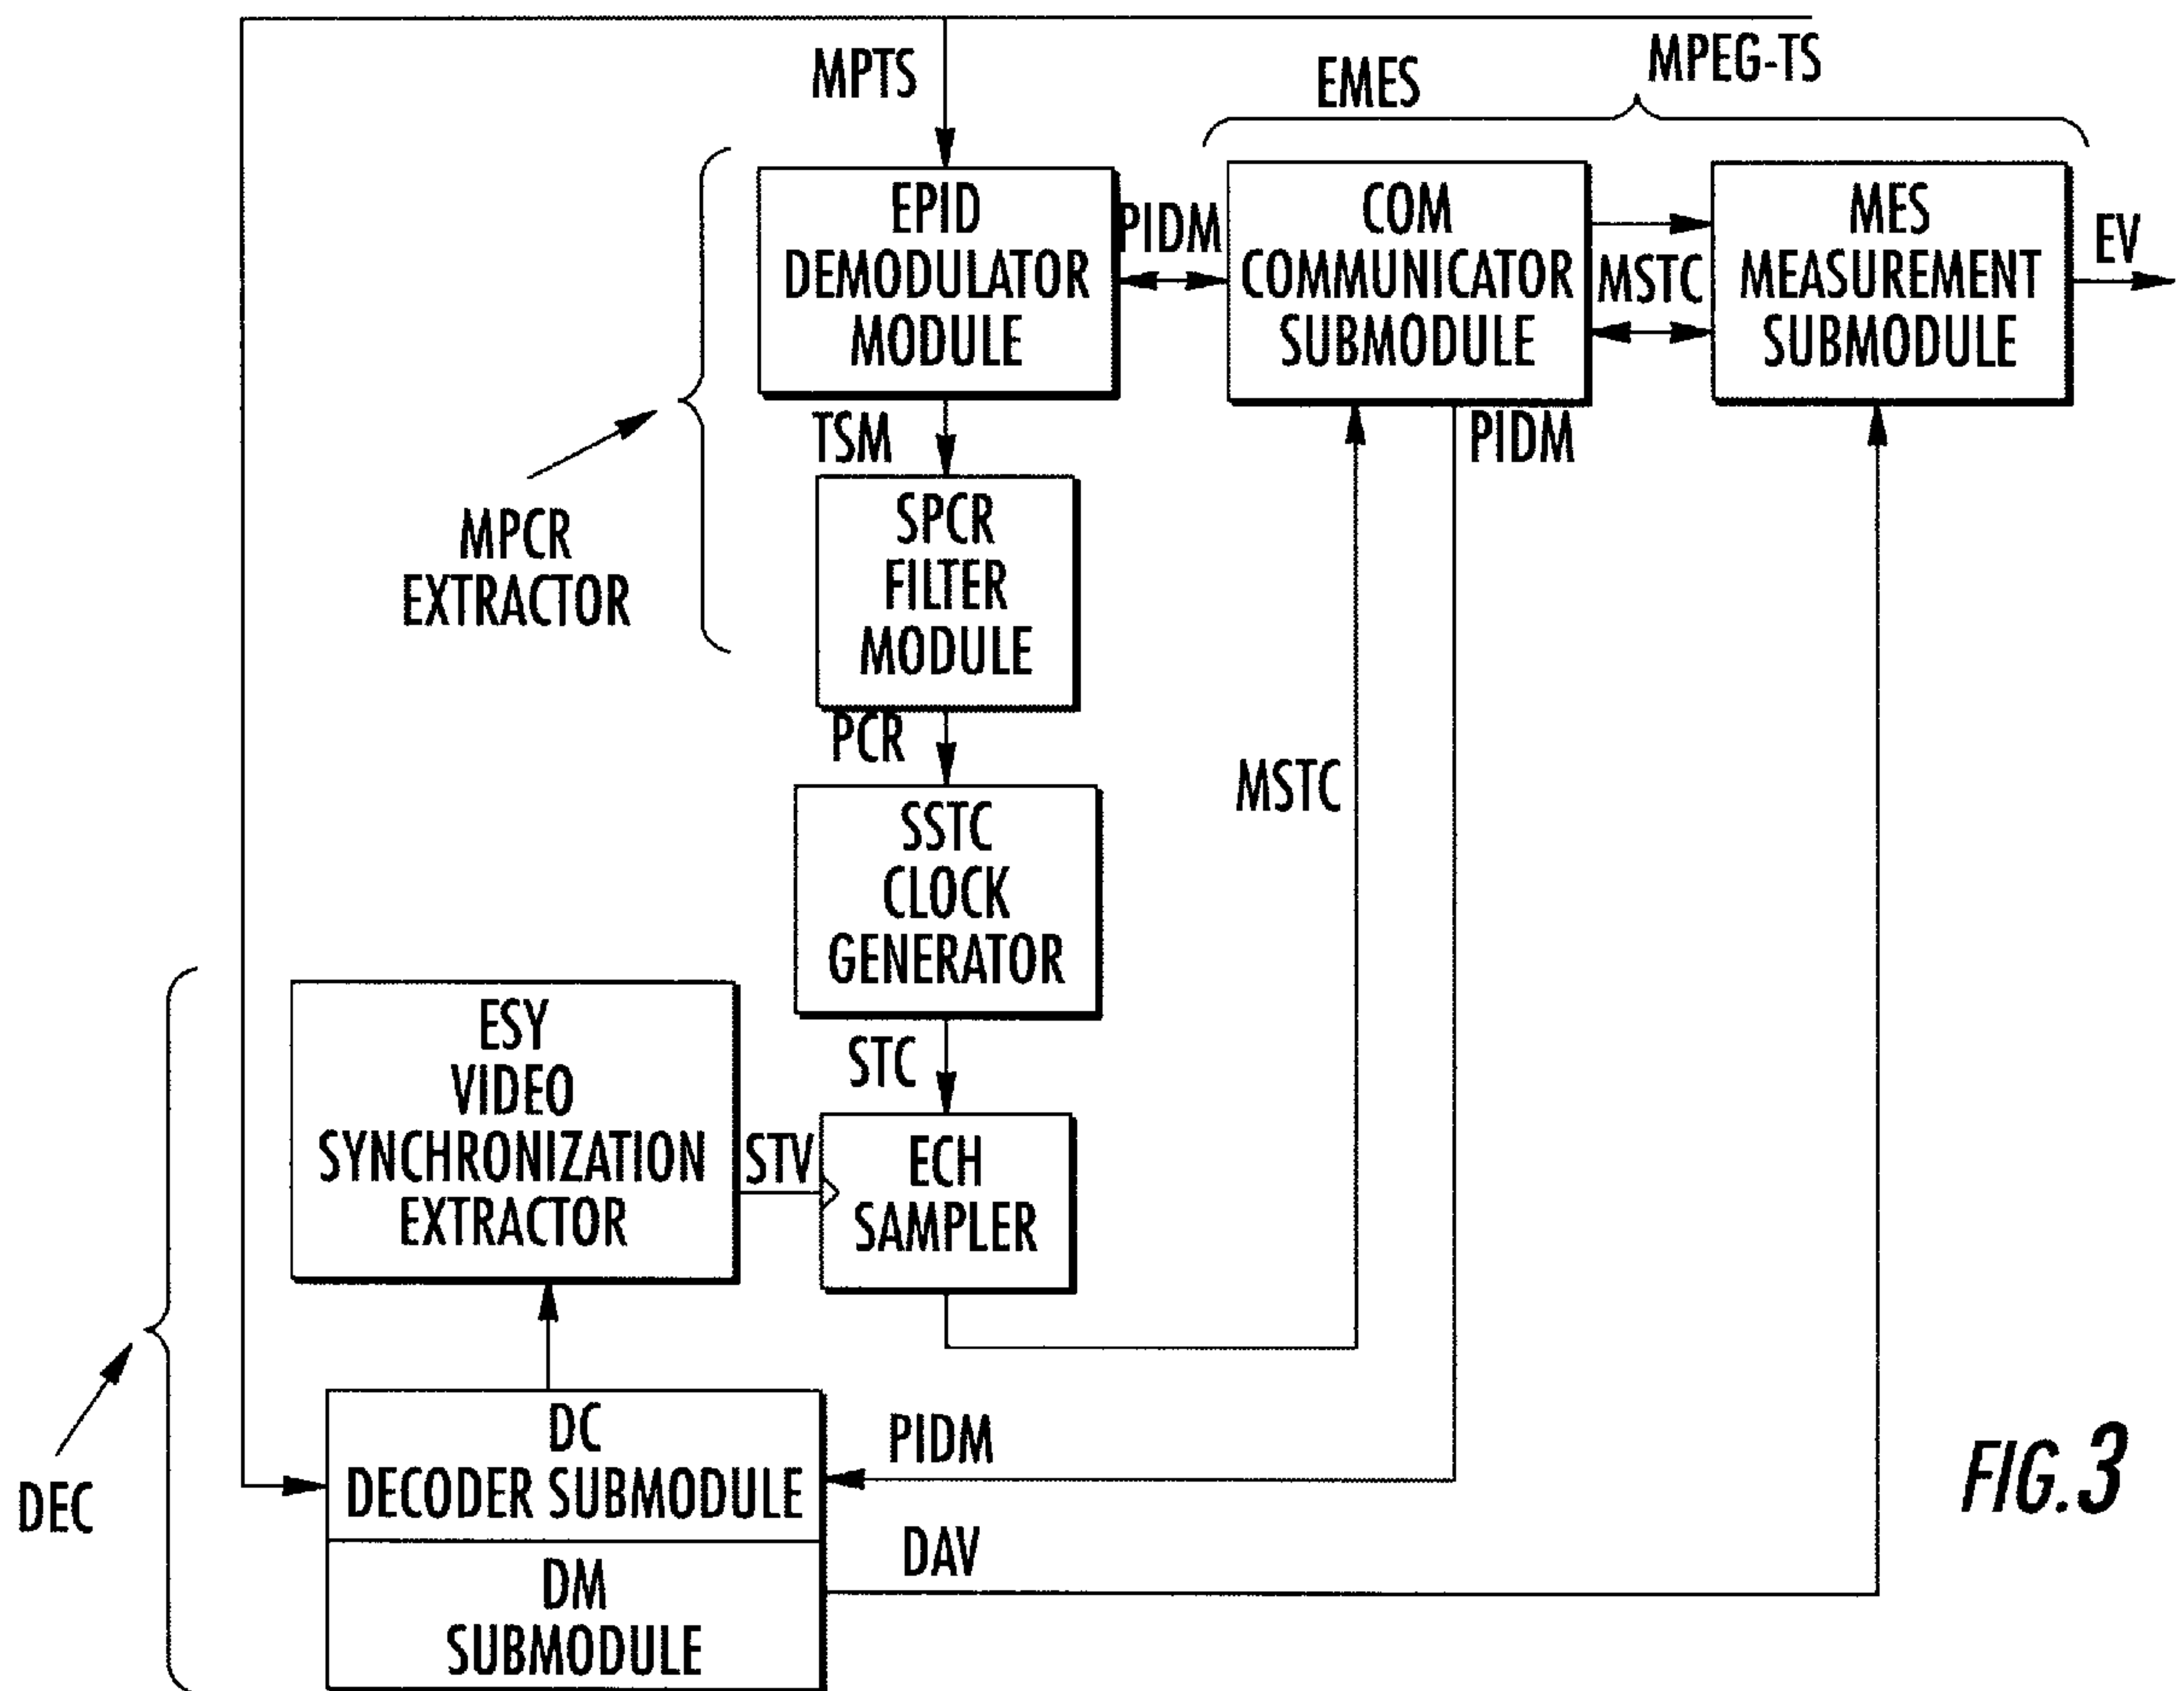 MPTS
EMES
MPEG-TS
EPID
DEMODULATOR
MODULE
PIDM
COM
COMMUNICATOR
SUBMODULE
MSTC
MES
MEASUREMENT
SUBMODULE
EV
TSM
PIDM
MPCR
EXTRACTOR
SPCR
FILTER
MODULE
PCR
MSTC
SSTC
CLOCK
GENERATOR
STC
ESY
VIDEO
SYNCHRONIZATION
EXTRACTOR
STV
ECH
SAMPLER
DC
DECODER SUBMODULE
PIDM
DEC
DM
SUBMODULE
DAV
FIG.3